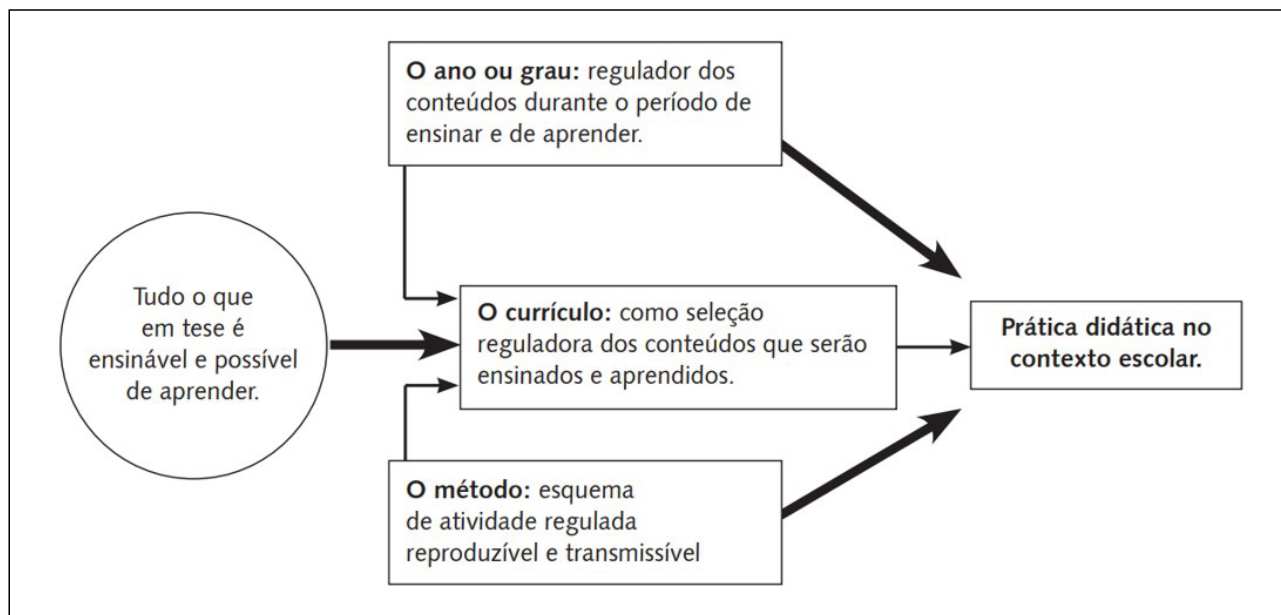 O ano ou grau: regulador dos
conteúdos durante o período de
ensinar e de aprender.
Tudo o que
em tese é
ensinável e possível
de aprender.
O currículo: como seleção
reguladora dos conteúdos que serão
ensinados e aprendidos.
Prática didática no
contexto escolar.
O método: esquema
de atividade regulada
reproduzível e transmissível